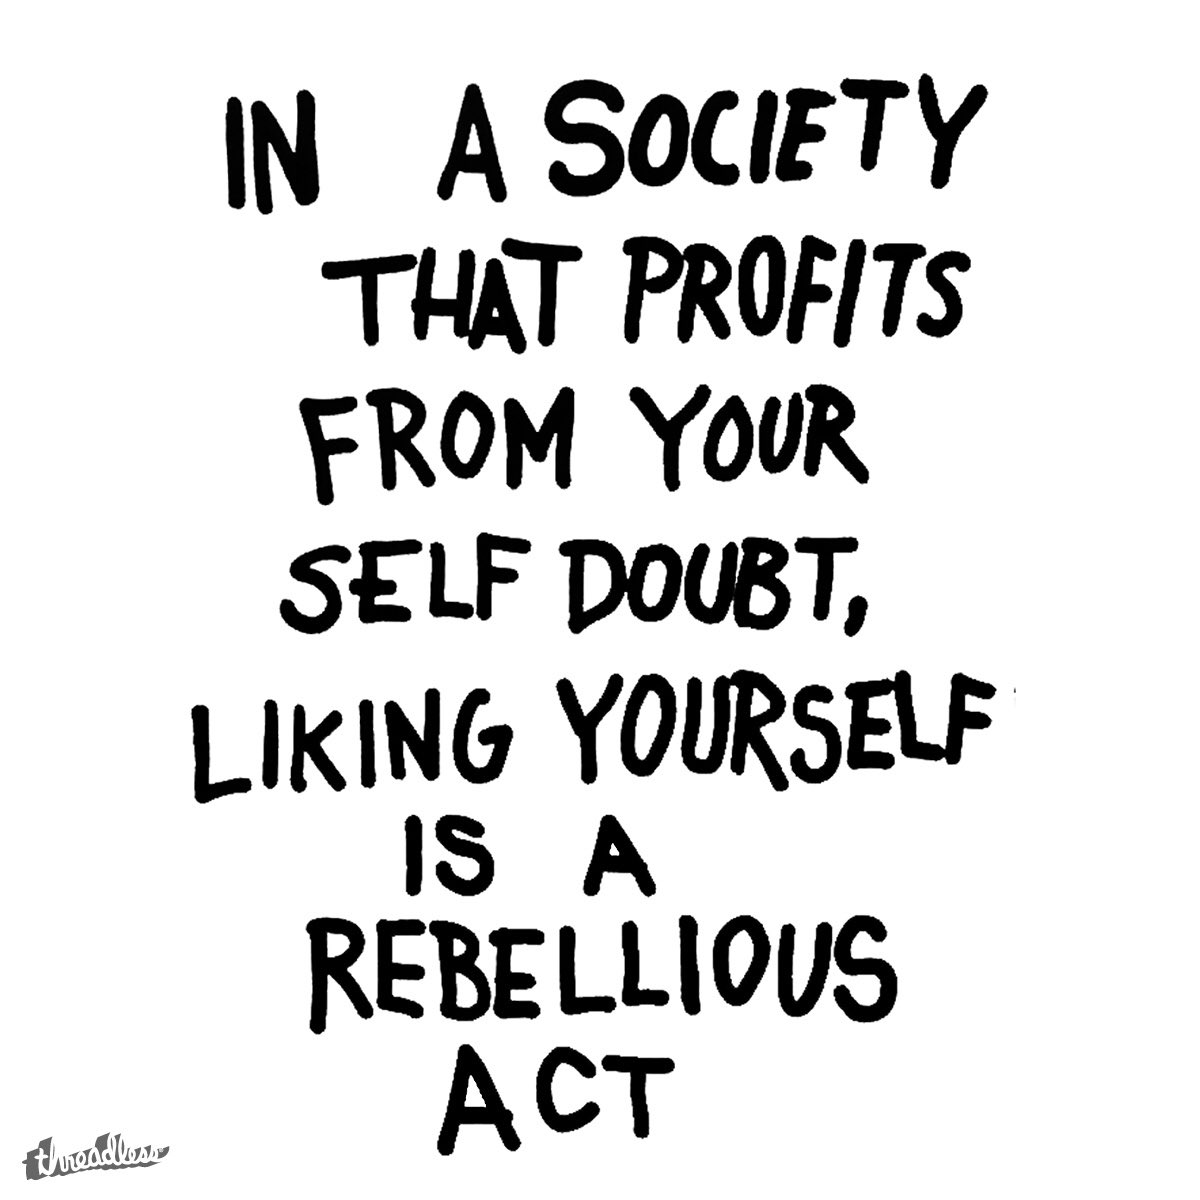 IN A SOCIETY
THAT PROFITS
FROM YOUR
SELF DOUBT,
LIKING YOURSELF
IS A
REBELLIOUS
ACT
threadless